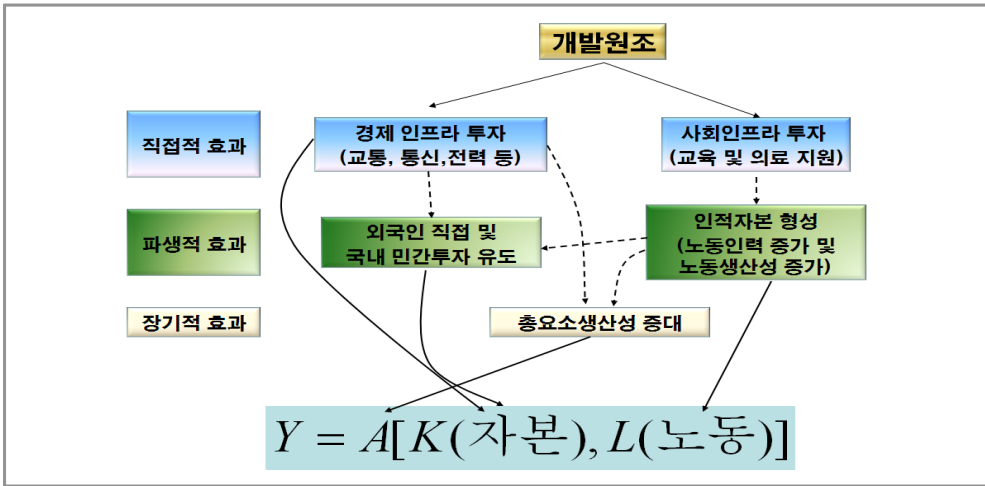 개발원조
직접적 효과
경제 인프라 투자
(교통, 통신,전력 등)
사회인프라 투자
(교육 및 의료 지원)
파생적 효과
외국인 직접 및
국내 민간투자 유도
인적자본 형성
(노동인력 증가 및
노동생산성 증가)
장기적 효과
총요소생산성 증대
Y = A[K(자본), L(노동)]